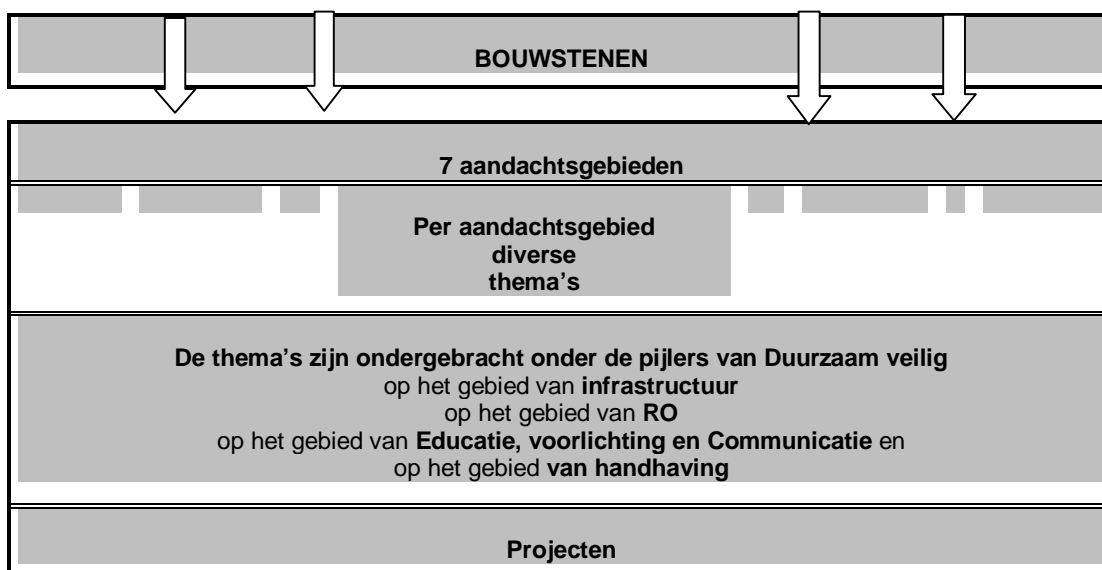 BOUWSTENEN
7 aandachtsgebieden
Per aandachtsgebied
diverse
thema's
De thema's zijn ondergebracht onder de pijlers van Duurzaam veilig
op het gebied van infrastructuur
op het gebied van RO
op het gebied van Educatie, voorlichting en Communicatie en
op het gebied van handhaving
Projecten